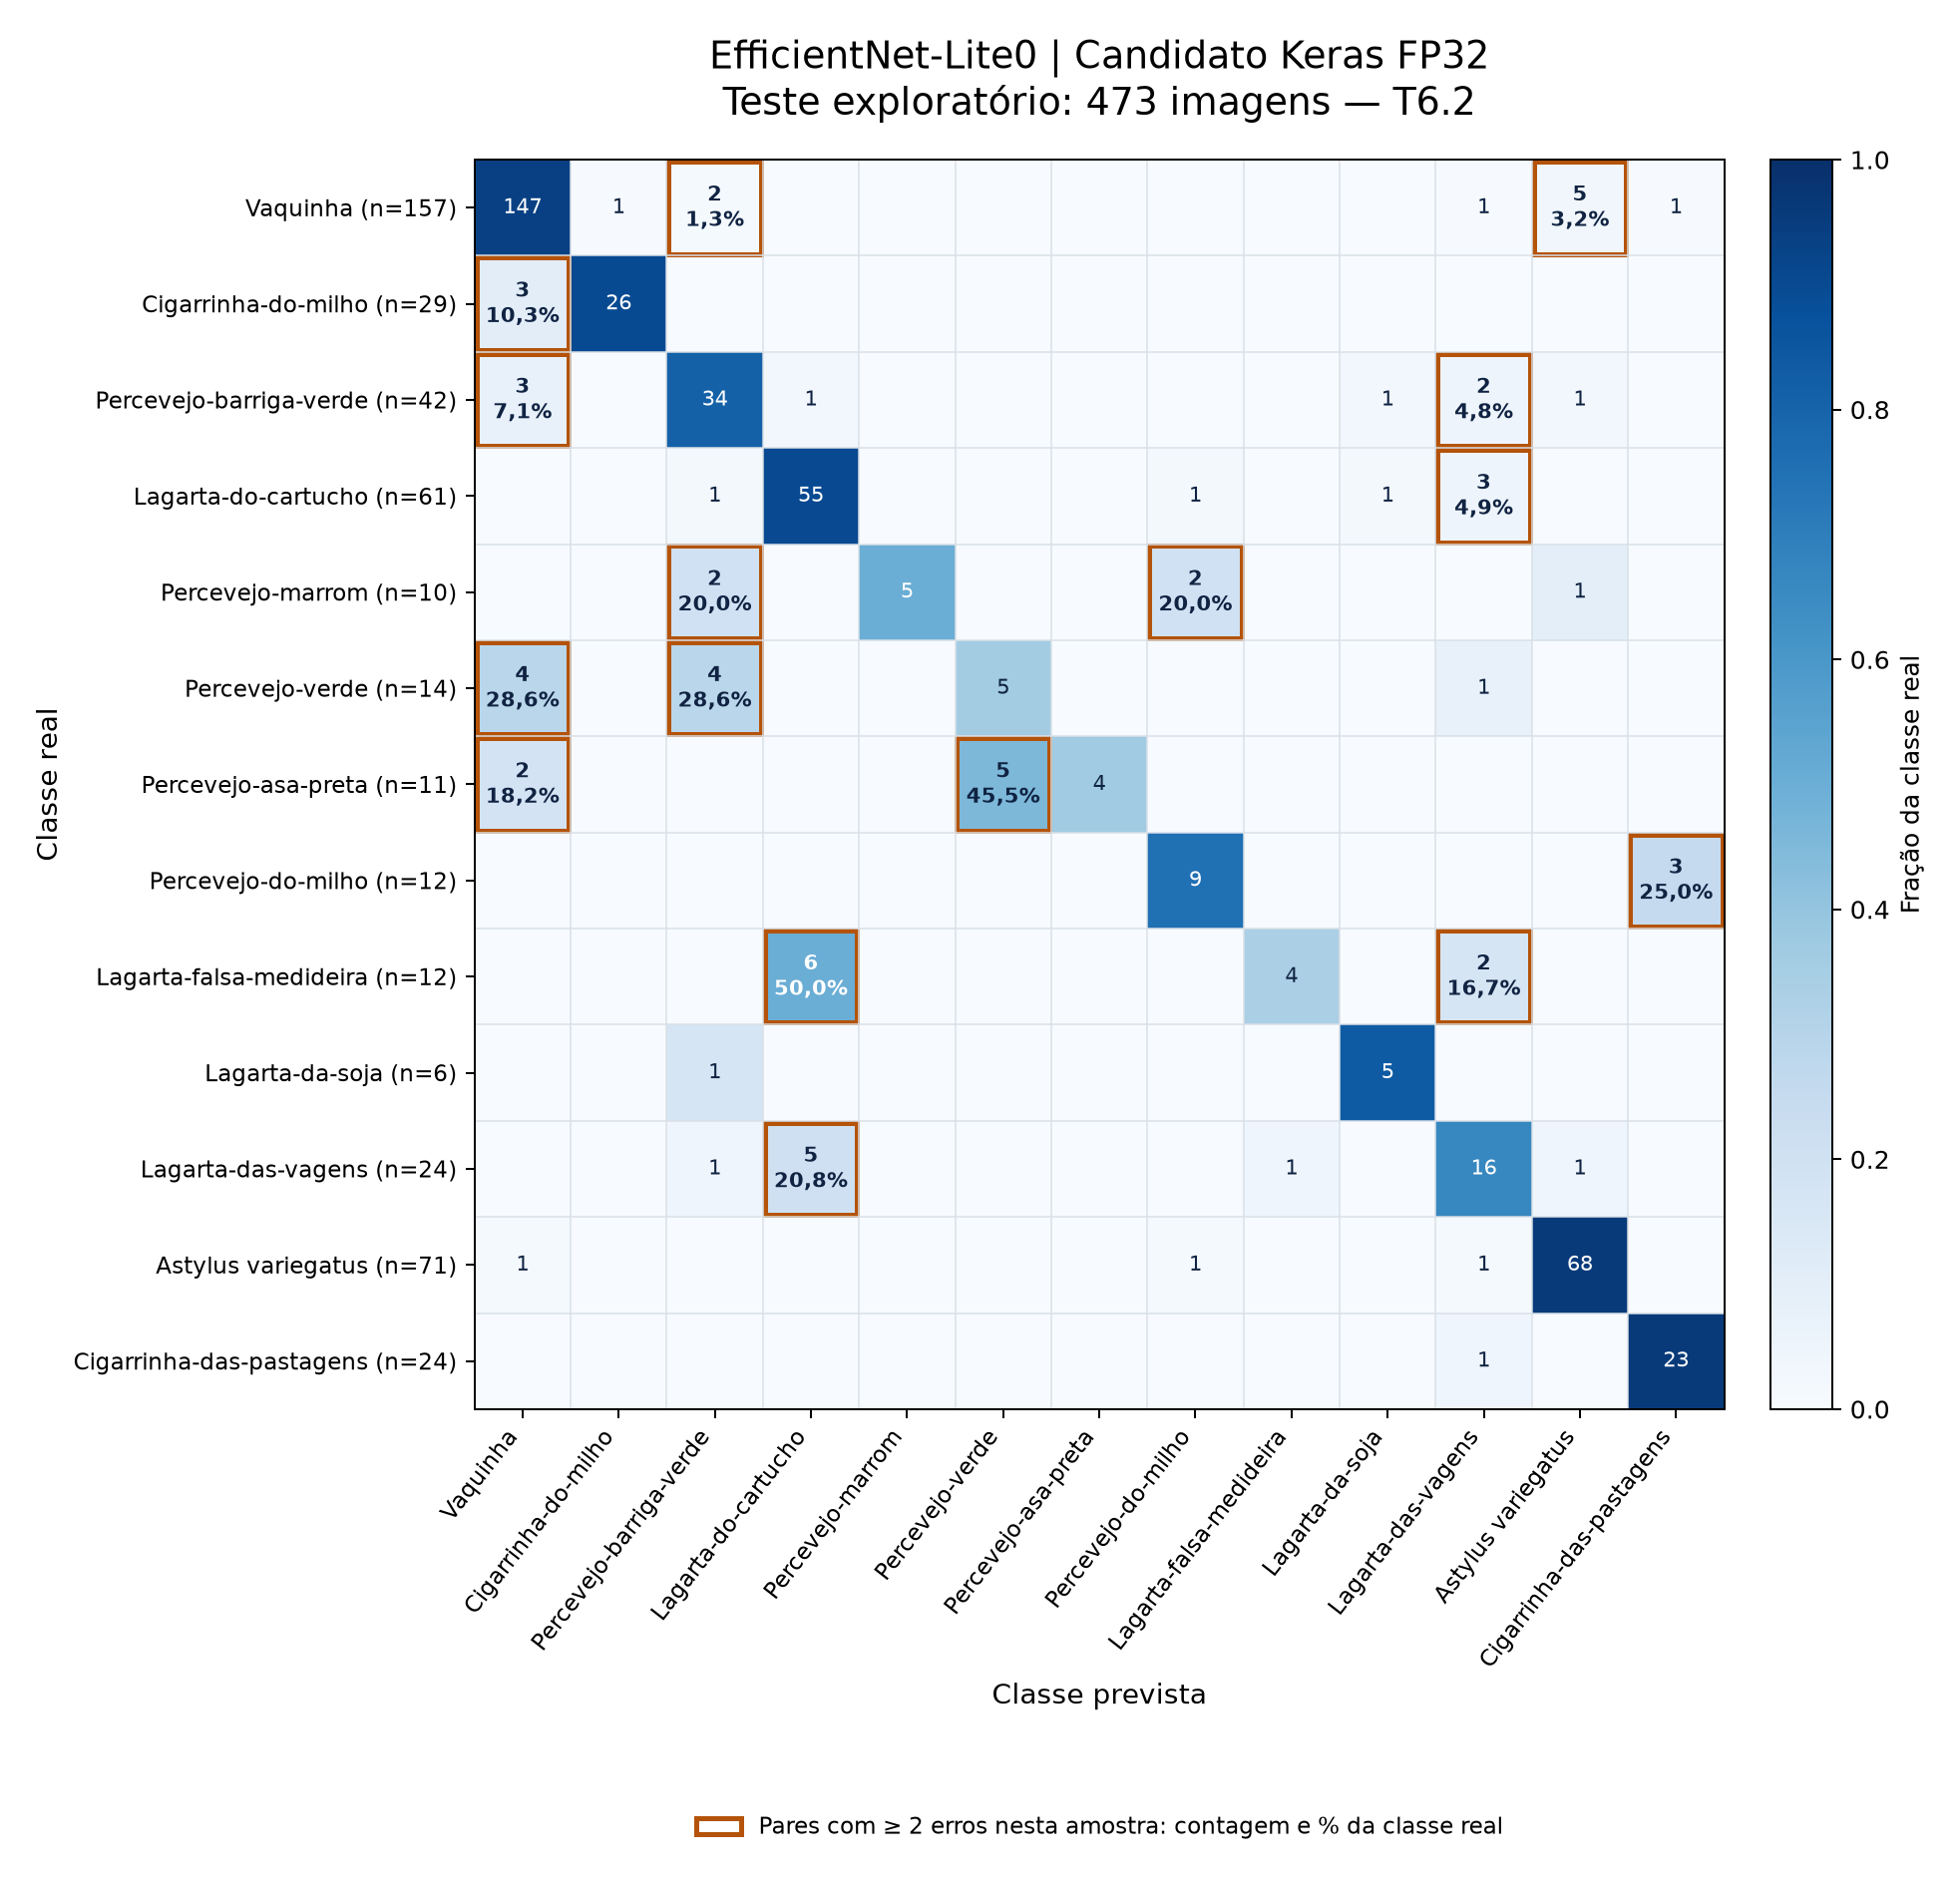 EfficientNet-Lite0 | Candidato Keras FP32
Teste exploratório: 473 imagens — T6.2
Classe real
Vaquinha (n=157)
147
1
2
1,3%
1
5
3,2%
1
Cigarrinha-do-milho (n=29)
3
10,3%
26
Percevejo-barriga-verde (n=42)
3
7,1%
34
1
1
2
4,8%
1
Lagarta-do-cartucho (n=61)
1
55
1
1
3
4,9%
Percevejo-marrom (n=10)
2
20,0%
5
2
20,0%
1
Percevejo-verde (n=14)
4
28,6%
4
28,6%
5
1
Percevejo-asa-preta (n=11)
2
18,2%
5
45,5%
4
Percevejo-do-milho (n=12)
9
3
25,0%
Lagarta-falsa-medideira (n=12)
6
50,0%
4
2
16,7%
Lagarta-da-soja (n=6)
1
5
Lagarta-das-vagens (n=24)
1
5
20,8%
1
16
1
Astylus variegatus (n=71)
1
1
1
68
Cigarrinha-das-pastagens (n=24)
1
23
Vaquinha
Cigarrinha-do-milho
Percevejo-barriga-verde
Lagarta-do-cartucho
Percevejo-marrom
Percevejo-verde
Percevejo-asa-preta
Percevejo-do-milho
Lagarta-falsa-medideira
Lagarta-da-soja
Lagarta-das-vagens
Astylus variegatus
Cigarrinha-das-pastagens
Classe prevista
1.0
0.8
0.6
0.4
0.2
0.0
Fração da classe real
Pares com ≥ 2 erros nesta amostra: contagem e % da classe real